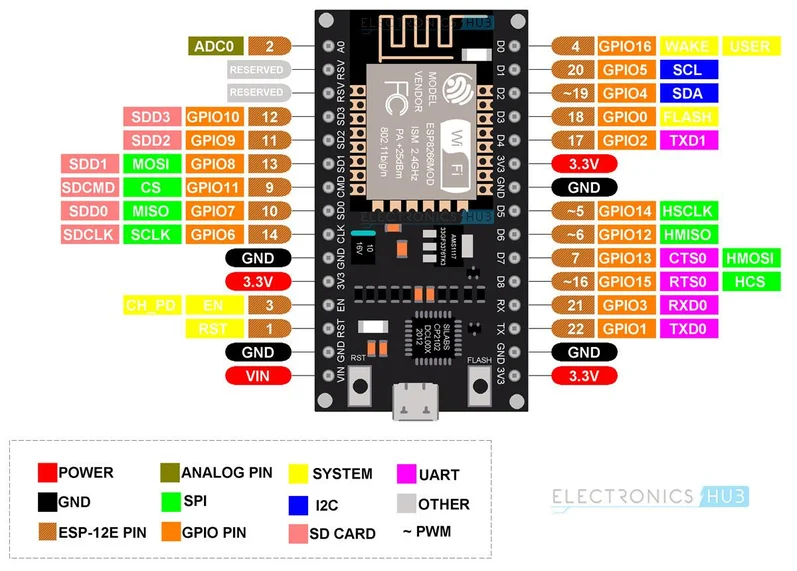 ELECTRONICS HUB
ADC0 2 A0 D0 4 GPIO16 WAKE USER
RESERVED RSV D1 20 GPIO5 SCL
RESERVED RSV D2 ~19 GPIO4 SDA
SDD3 GPIO10 12 SD3 D3 18 GPIO0 FLASH
SDD2 GPIO9 11 SD2 D4 17 GPIO2 TXD1
SDD1 MOSI GPIO8 13 SD1 3V3 3.3V
SDCMD CS GPIO11 9 CMD GND GND
SDD0 MISO GPIO7 10 SD0 D5 ~5 GPIO14 HSCLK
SDCLK SCLK GPIO6 14 CLK D6 ~6 GPIO12 HMISO
GND GND D7 7 GPIO13 CTS0 HMOSI
3.3V 3V3 D8 ~16 GPIO15 RTS0 HCS
CH_PD EN 3 EN RX 21 GPIO3 RXD0
RST 1 RST TX 22 GPIO1 TXD0
GND GND GND GND
VIN VIN 3V3 3.3V
MODEL
VENDOR
ESP8266MOD
ISM 2.4GHz
PA +25dBm
802.11b/g/n
FC
Wi Fi
ELECTRONICS HUB
10
16V
AMS1117
SILABS
CP2102
DCL00X
2012
RST
FLASH
POWER ANALOG PIN SYSTEM UART
GND SPI I2C OTHER
ESP-12E PIN GPIO PIN SD CARD ~ PWM
ELECTRONICS HUB